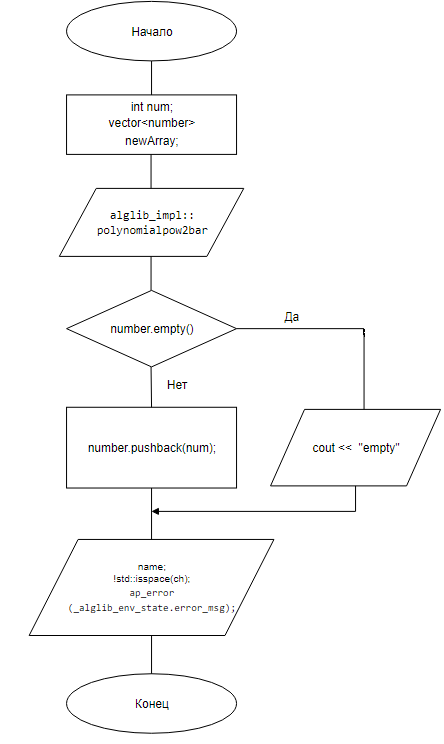 Начало
int num;
vector<number>
newArray;
alglib_impl::
polynomialpow2bar
number.empty()
Да
Нет
number.pushback(num);
cout << "empty"
name;
!std::isspace(ch);
ap_error
(_alglib_env_state.error_msg);
Конец